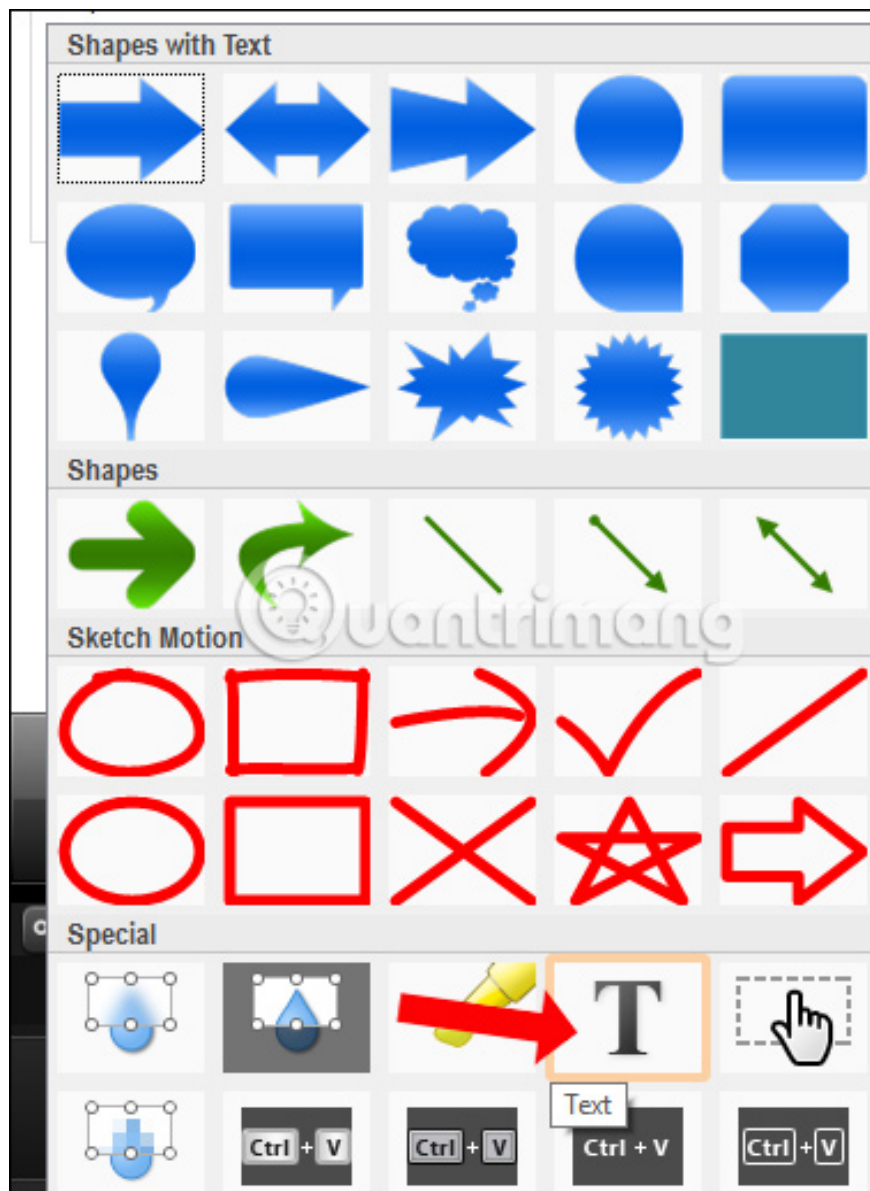 Shapes with Text
Shapes
Quantrimang
Sketch Motion
Special
T
Text
Ctrl + V
Ctrl + V
Ctrl + V
Ctrl + V